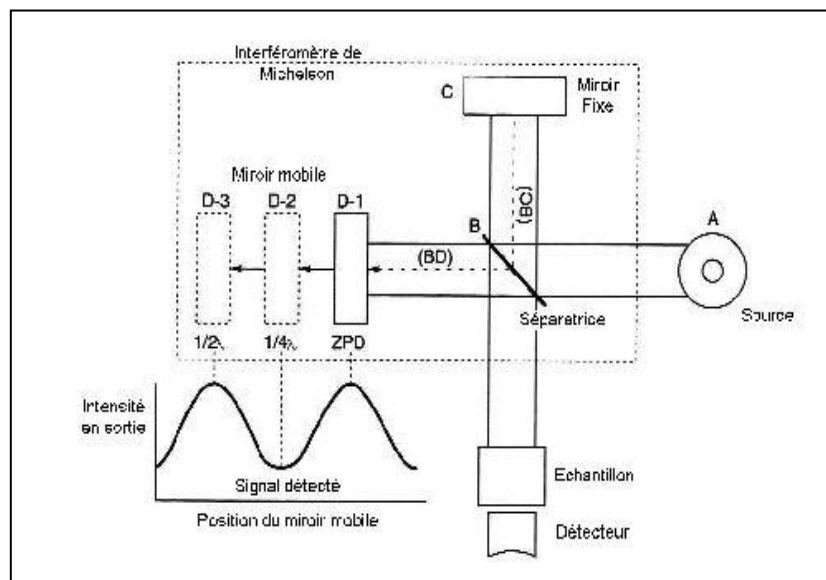 Interféromètre de
Michelson
C
Miroir
Fixe
Miroir mobile
D-3
D-2
D-1
B
(BC)
A
(BD)
Séparatrice
Source
1/2λ
1/4λ
ZPD
Intensité
en sortie
Signal détecté
Position du miroir mobile
Echantillon
Détecteur